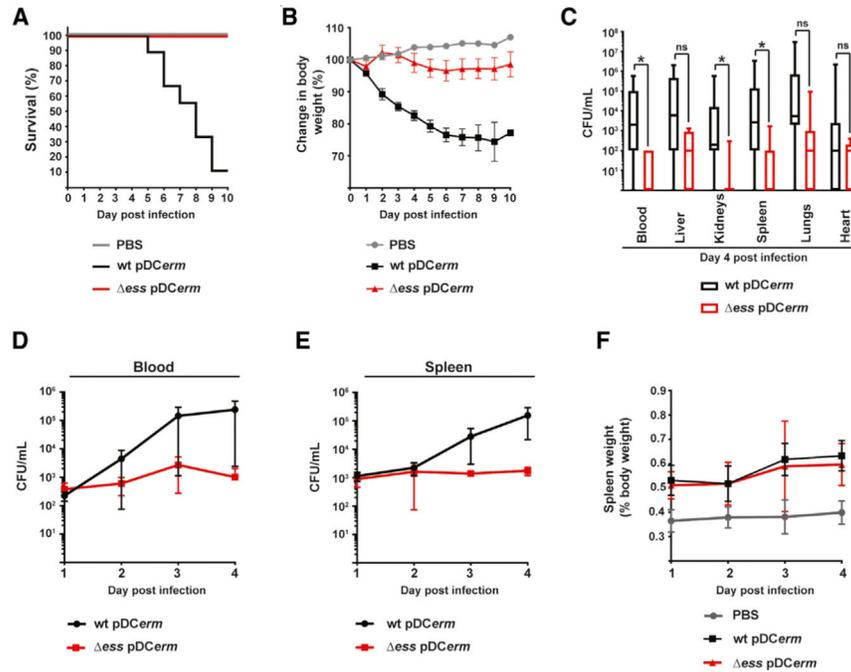 A
Survival (%)
100
90
80
70
60
50
40
30
20
10
0 1 2 3 4 5 6 7 8 9 10
Day post infection
PBS
wt pDCerm
Δess pDCerm
B
Change in body
weight (%)
110
100
90
80
70
0 1 2 3 4 5 6 7 8 9 10
Day post infection
PBS
wt pDCerm
Δess pDCerm
C
CFU/mL
10⁸
10⁷
10⁶
10⁵
10⁴
10³
10²
10¹
* ns * * ns ns
Blood
Liver
Kidneys
Spleen
Lungs
Heart
Day 4 post infection
wt pDCerm
Δess pDCerm
D
Blood
CFU/mL
10⁶
10⁵
10⁴
10³
10²
10¹
1 2 3 4
Day post infection
wt pDCerm
Δess pDCerm
E
Spleen
CFU/mL
10⁶
10⁵
10⁴
10³
10²
10¹
1 2 3 4
Day post infection
wt pDCerm
Δess pDCerm
F
Spleen weight
(% body weight)
0.9
0.8
0.7
0.6
0.5
0.4
0.3
1 2 3 4
Day post infection
PBS
wt pDCerm
Δess pDCerm